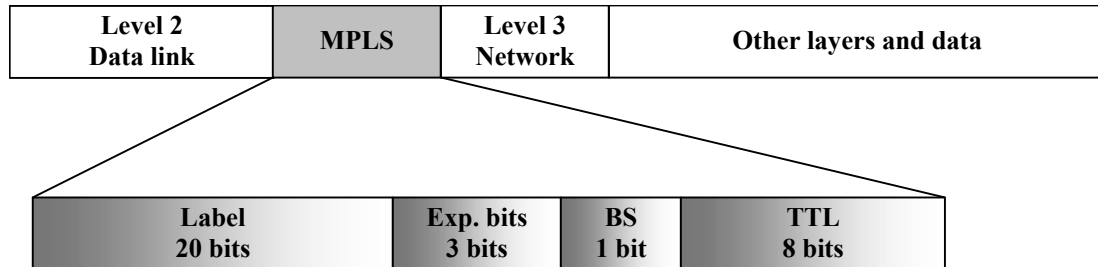 Level 2
Data link
MPLS
Level 3
Network
Other layers and data
Label
20 bits
Exp. bits
3 bits
BS
1 bit
TTL
8 bits